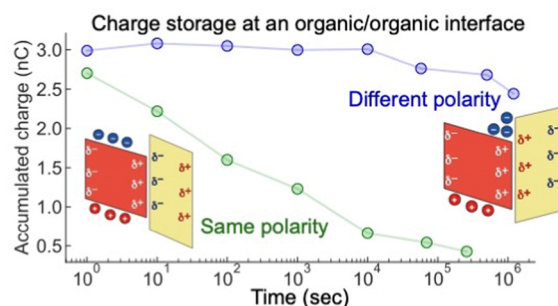 Charge storage at an organic/organic interface
Accumulated charge (nC)
3.0
2.5
2.0
1.5
1.0
0.5
Different polarity
Same polarity
δ− δ+ δ− δ+
δ− δ+ δ− δ+
δ− δ+ δ− δ+
+ + +
δ− δ+ δ+ δ−
δ− δ+ δ+ δ−
δ− δ+ δ+ δ−
+ + +
10⁰ 10¹ 10² 10³ 10⁴ 10⁵ 10⁶
Time (sec)